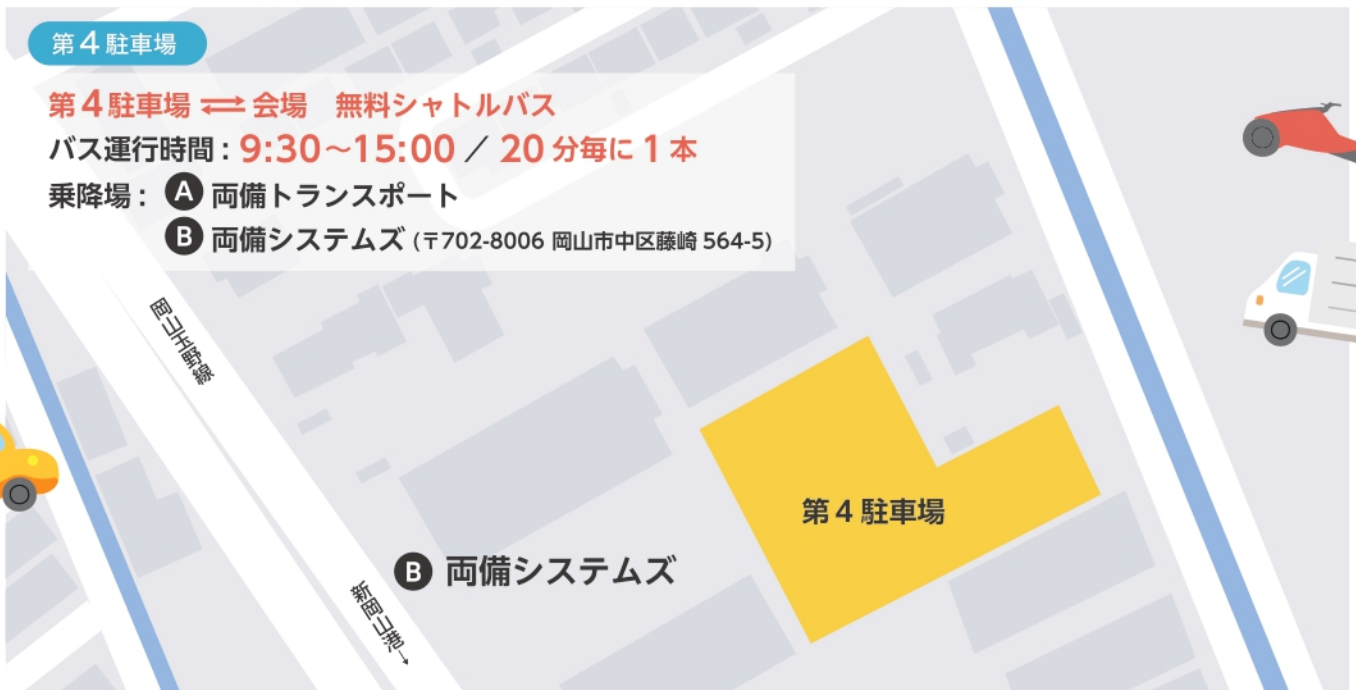 第4駐車場
第4駐車場 ⇄ 会場　無料シャトルバス
バス運行時間：9:30～15:00 ／ 20分毎に1本
乗降場： A 両備トランスポート
B 両備システムズ (〒702-8006 岡山市中区藤崎 564-5)
岡山玉野線
第4駐車場
B 両備システムズ
新岡山港→